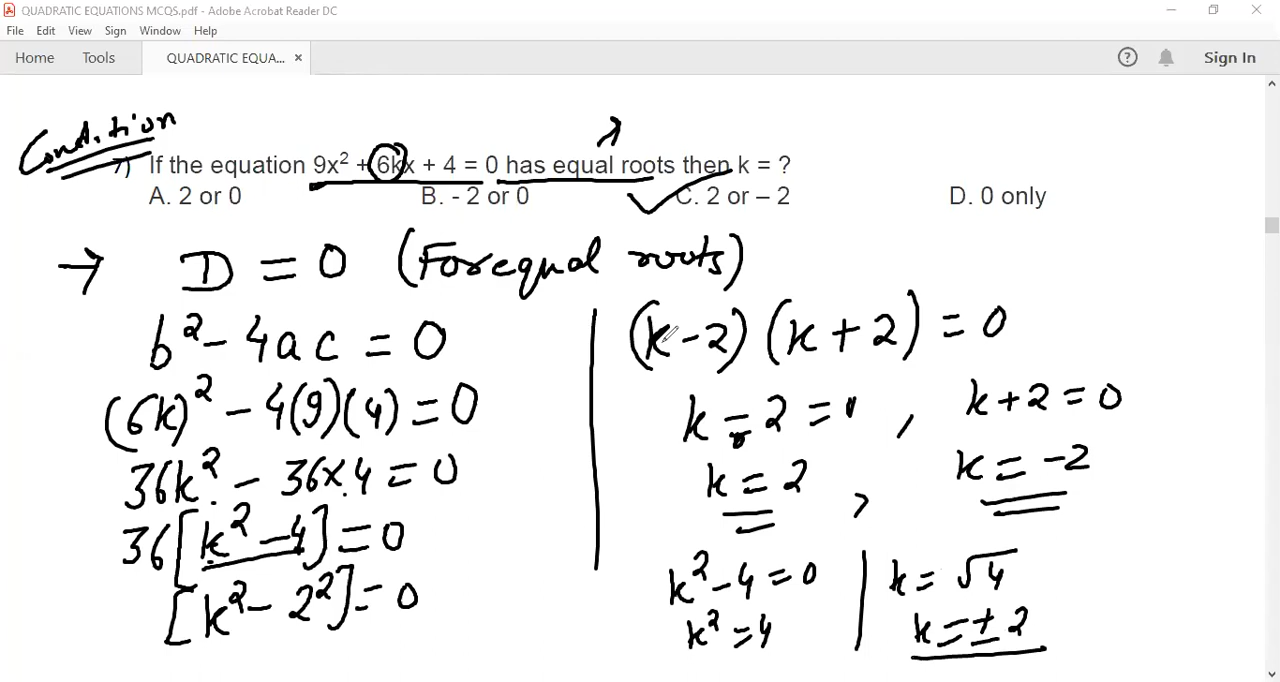 QUADRATIC EQUATIONS MCQS.pdf - Adobe Acrobat Reader DC
File Edit View Sign Window Help
Home Tools QUADRATIC EQUA... × Sign In
Condition
7) If the equation 9x² + 6kx + 4 = 0 has equal roots then k = ?
A. 2 or 0 B. - 2 or 0 C. 2 or – 2 D. 0 only
→ D = 0 (For equal roots)
b² - 4ac = 0
(6k)² - 4(9)(4) = 0
36k² - 36×4 = 0
36[k² - 4] = 0
[k² - 2²] = 0
(k-2) (k+2) = 0
k - 2 = 0 , k+2 = 0
k = 2 , k = -2
k² - 4 = 0
k² = 4
k = √4
k = ± 2